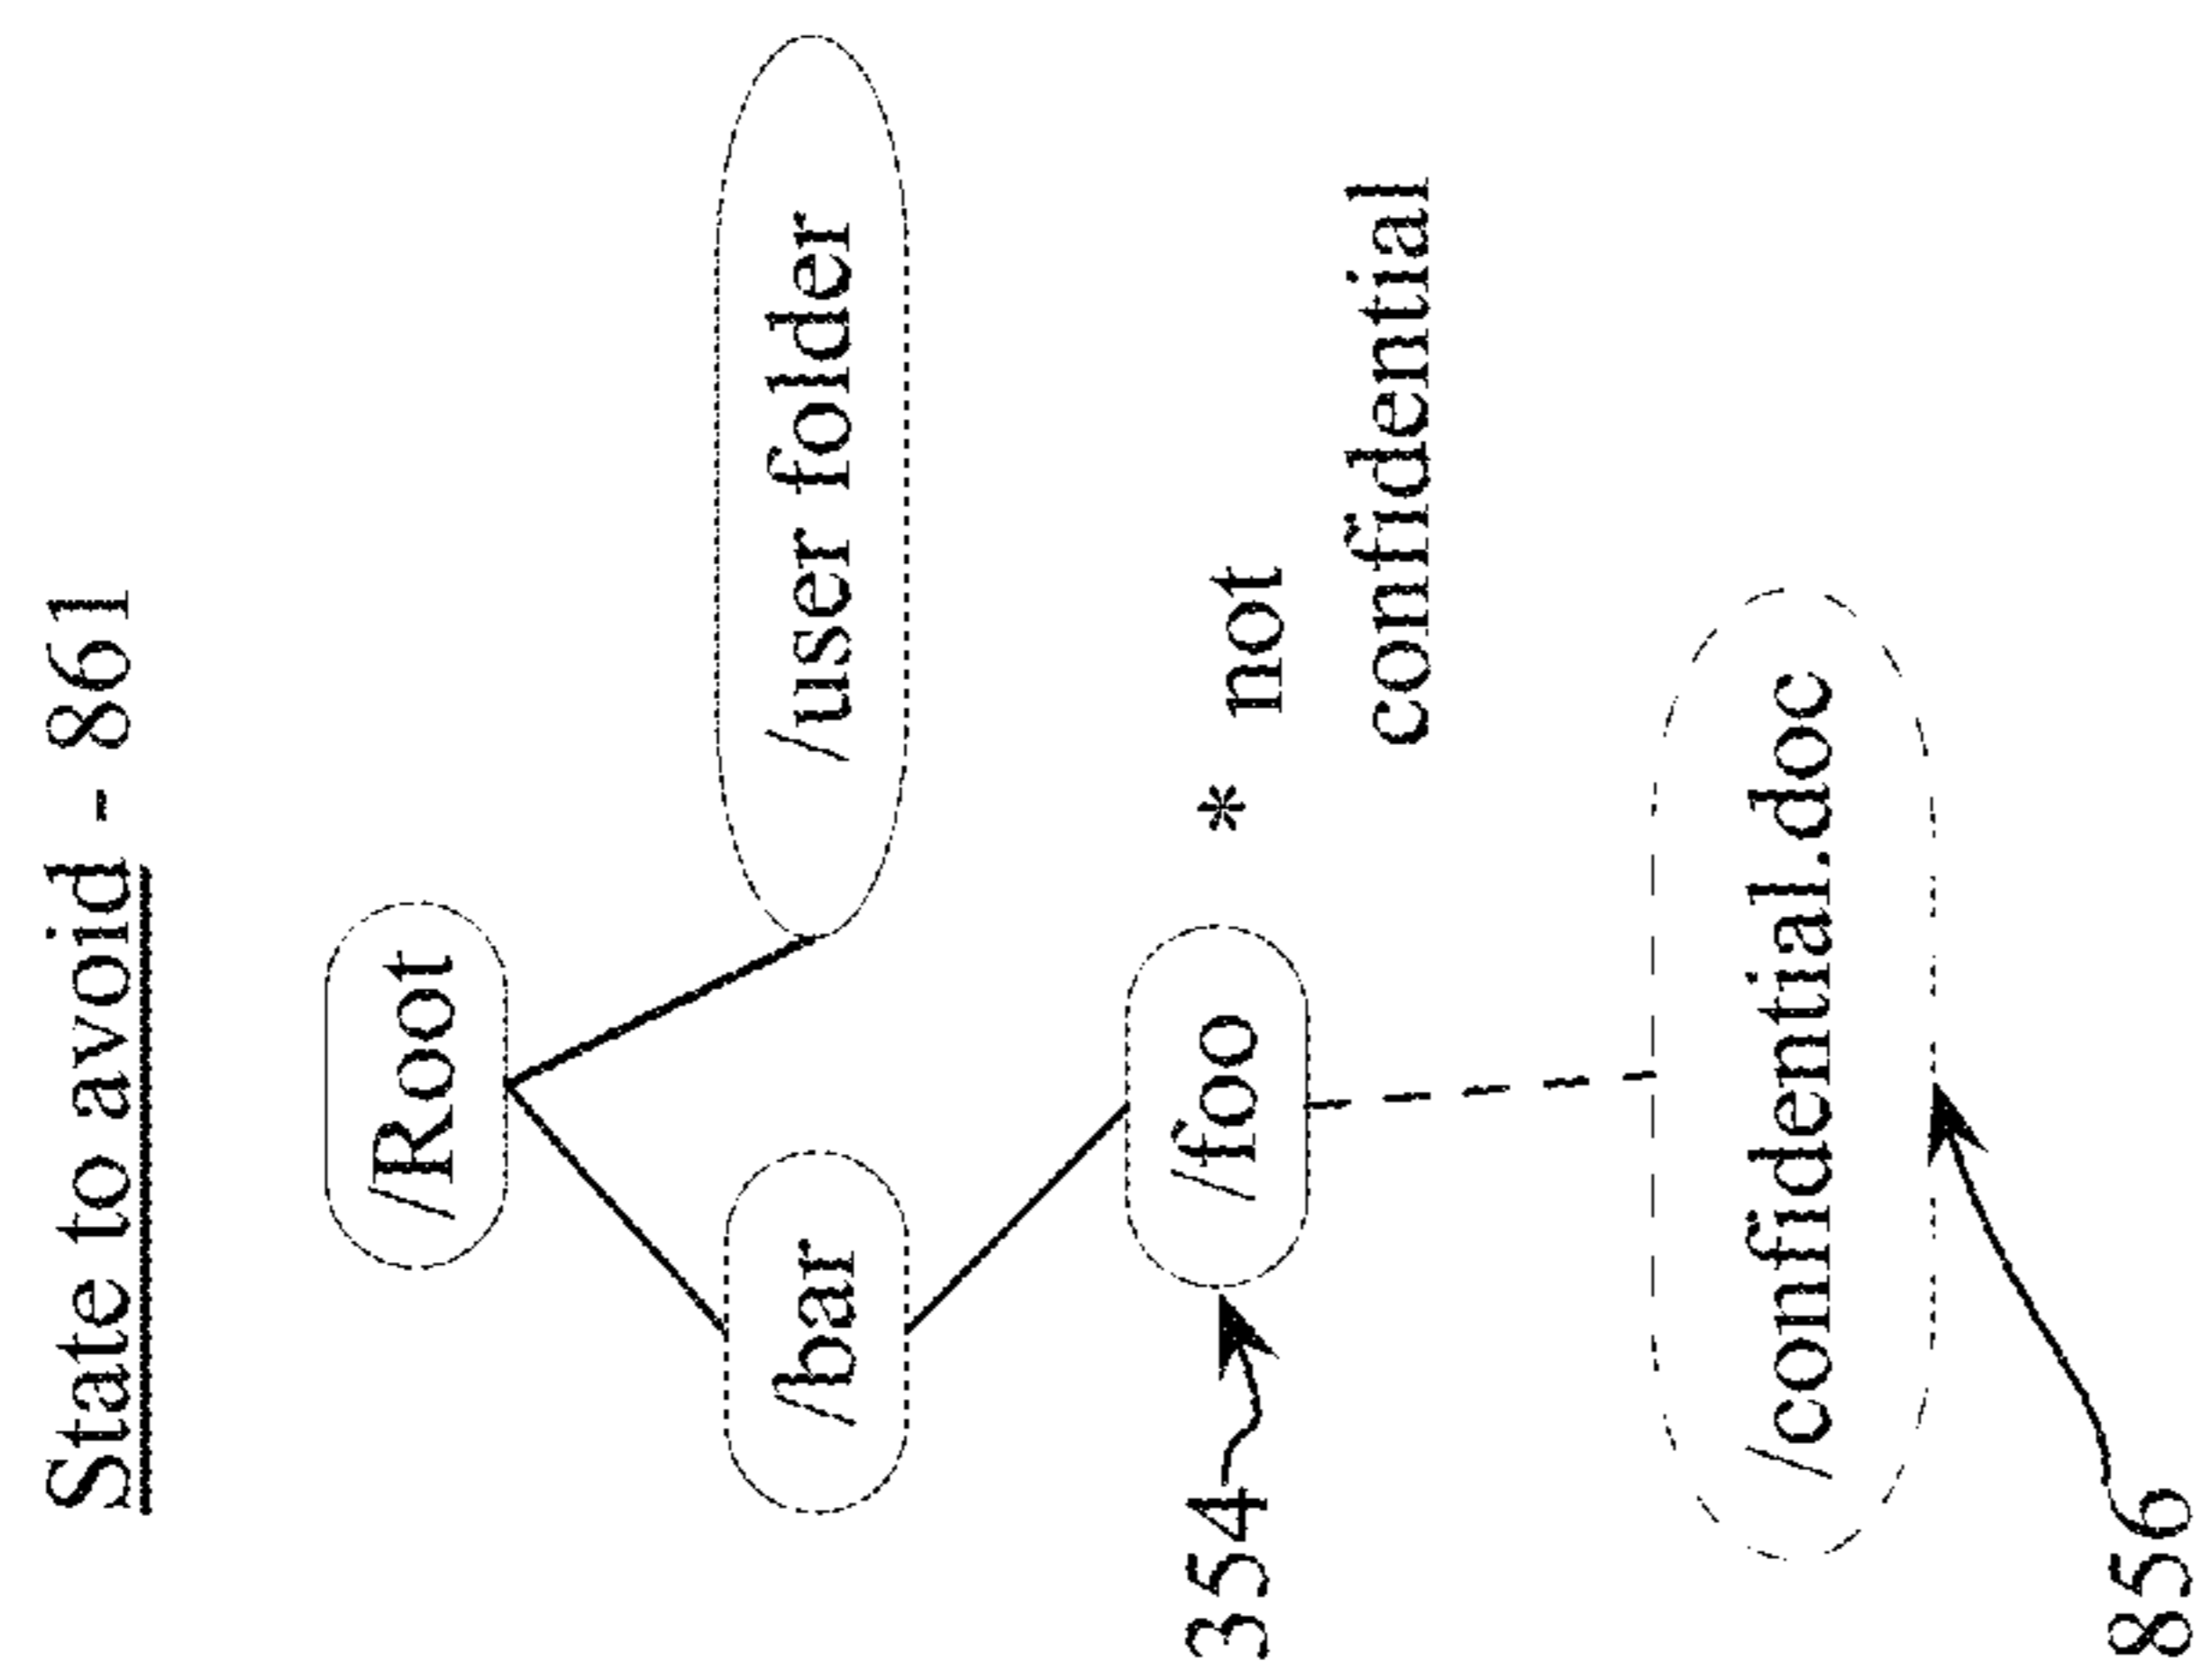 State to avoid - 861
/Root
/bar
/user folder
354
/foo
* not
confidential
/confidential.doc
856